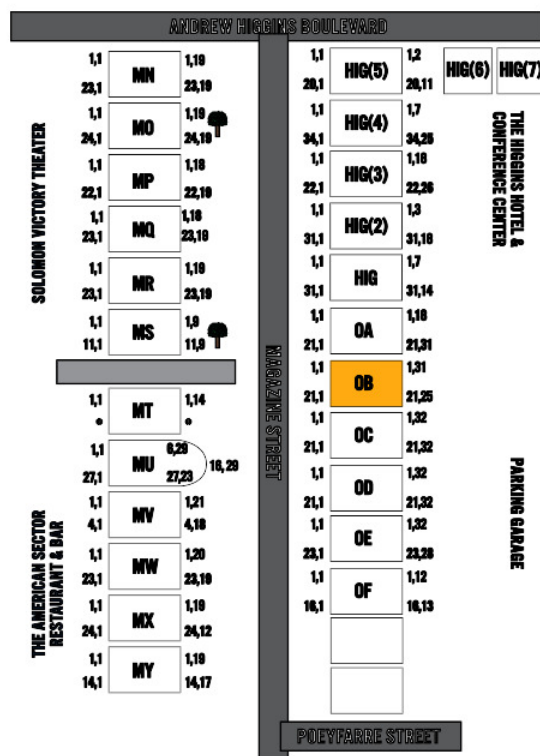 ANDREW HIGGINS BOULEVARD
SOLOMON VICTORY THEATER
1,1 1,19
MN
23,1 23,19
1,1 1,19
MO
24,1 24,19
1,1 1,18
MP
22,1 22,19
1,1 1,18
MQ
23,1 23,19
1,1 1,19
MR
23,1 23,19
1,1 1,9
MS
11,1 11,9
THE AMERICAN SECTOR
RESTAURANT & BAR
1,1 1,14
MT
1,1 6,29
MU 16,29
27,1 27,23
1,1 1,21
MV
4,1 4,18
1,1 1,20
MW
23,1 23,19
1,1 1,19
MX
24,1 24,12
1,1 1,19
MY
14,1 14,17
MAGAZINE STREET
1,1 1,2
HIG(5) HIG(6) HIG(7)
20,1 20,11
1,1 1,7
HIG(4)
34,1 34,25
1,1 1,16
HIG(3)
22,1 22,26
1,1 1,3
HIG(2)
31,1 31,16
1,1 1,7
HIG
31,1 31,14
1,1 1,18
OA
21,1 21,31
1,1 1,31
OB
21,1 21,25
1,1 1,32
OC
21,1 21,32
1,1 1,32
OD
21,1 21,32
1,1 1,32
OE
23,1 23,28
1,1 1,12
OF
16,1 16,13
THE HIGGINS HOTEL &
CONFERENCE CENTER
PARKING GARAGE
POEYFARRE STREET